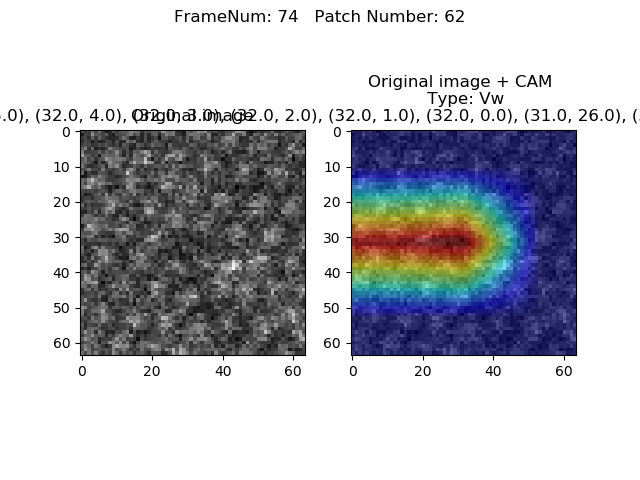 FrameNum: 74   Patch Number: 62
Original image + CAM
Type: Vw
.0), (32.0, 4.0), (32.0, 3.0), (32.0, 2.0), (32.0, 1.0), (32.0, 0.0), (31.0, 26.0), (
Original image
0
10
20
30
40
50
60
0 20 40 60
0
10
20
30
40
50
60
0 20 40 60